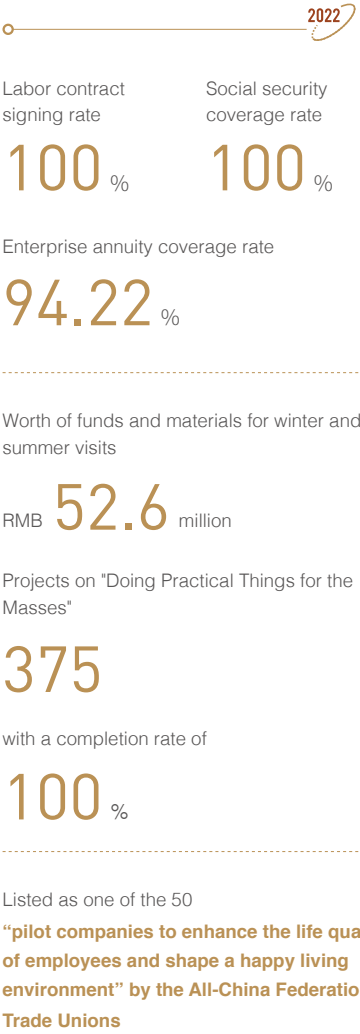 2022
Labor contract
signing rate
100 %
Social security
coverage rate
100 %
Enterprise annuity coverage rate
94.22 %
Worth of funds and materials for winter and
summer visits
RMB 52.6 million
Projects on "Doing Practical Things for the
Masses"
375
with a completion rate of
100 %
Listed as one of the 50
“pilot companies to enhance the life qua
of employees and shape a happy living
environment” by the All-China Federatio
Trade Unions